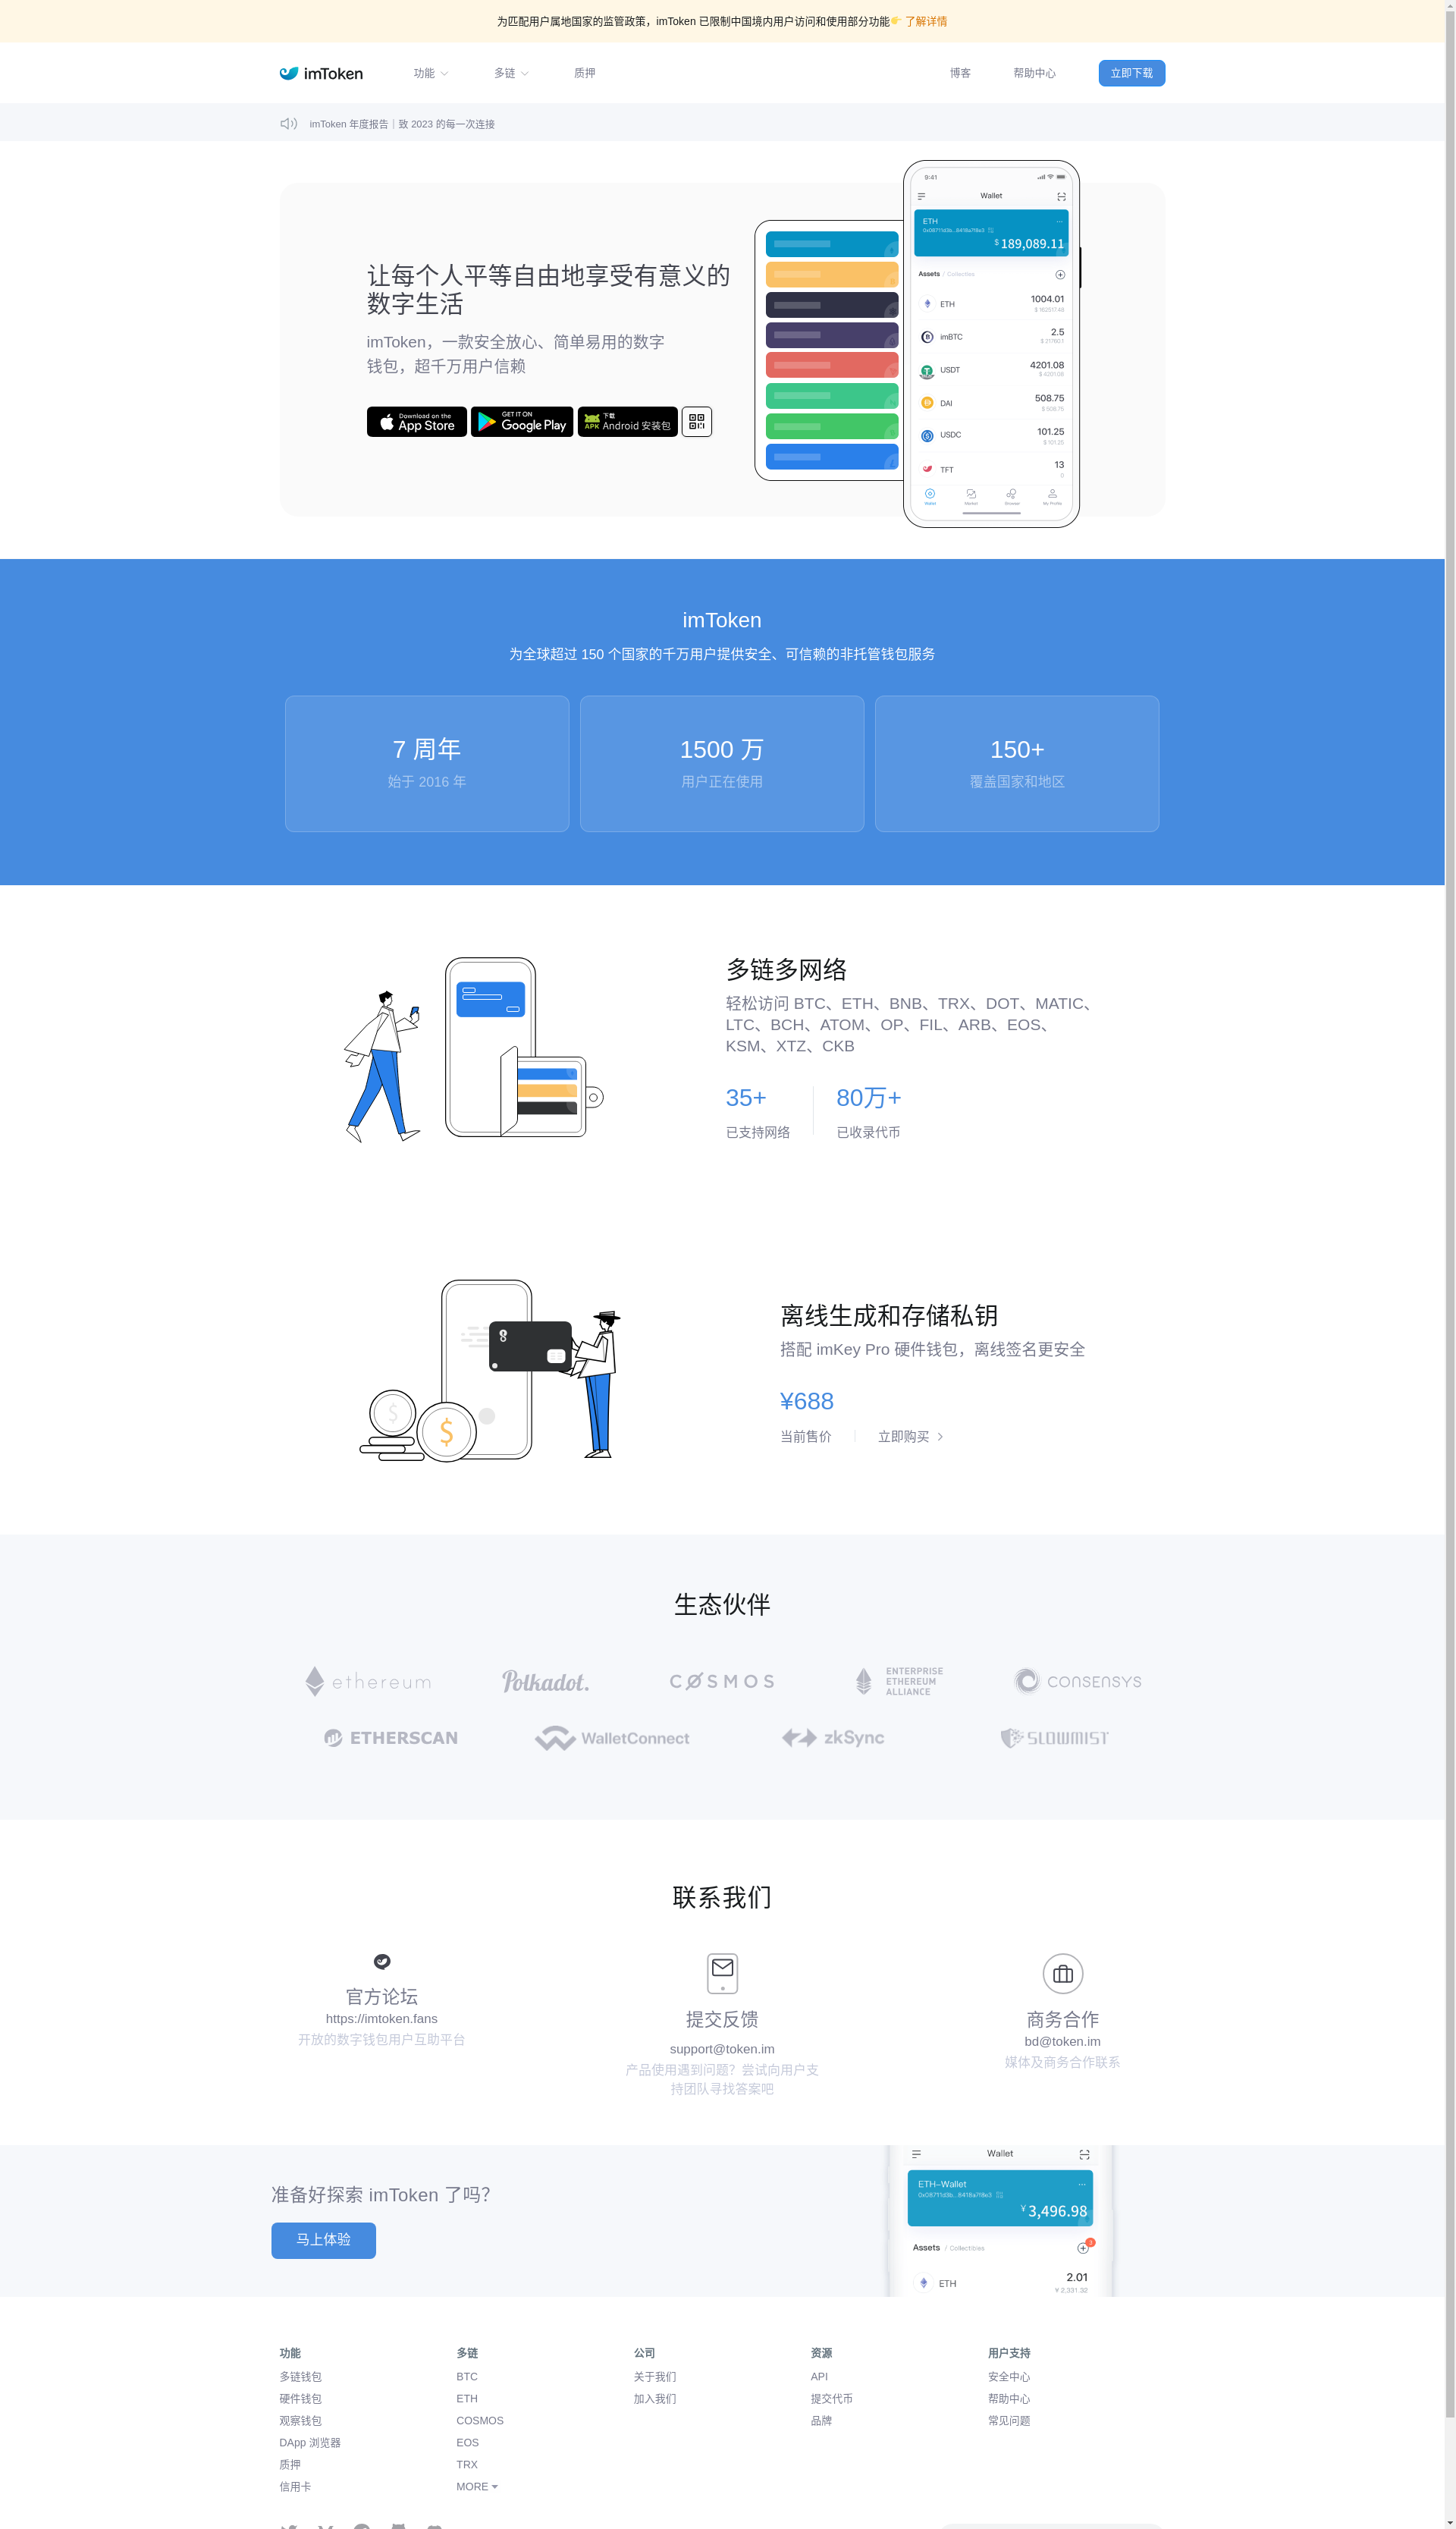 为匹配用户属地国家的监管政策，imToken 已限制中国境内用户访问和使用部分功能👉 了解详情
imToken
功能
多链
质押
博客
帮助中心
立即下载
imToken 年度报告｜致 2023 的每一次连接
让每个人平等自由地享受有意义的
数字生活
imToken，一款安全放心、简单易用的数字
钱包，超千万用户信赖
Download on the
App Store
GET IT ON
Google Play
下载
APK Android 安装包
9:41
Wallet
ETH
$ 189,089.11
Assets / Collectibles
ETH
1004.01
imBTC
2.5
USDT
4201.08
$ 4201.08
DAI
508.75
$ 508.75
USDC
101.25
$ 101.25
TFT
13
0
Wallet
Market
Browser
My Profile
imToken
为全球超过 150 个国家的千万用户提供安全、可信赖的非托管钱包服务
7 周年
始于 2016 年
1500 万
用户正在使用
150+
覆盖国家和地区
多链多网络
轻松访问 BTC、ETH、BNB、TRX、DOT、MATIC、
LTC、BCH、ATOM、OP、FIL、ARB、EOS、
KSM、XTZ、CKB
35+
已支持网络
80万+
已收录代币
离线生成和存储私钥
搭配 imKey Pro 硬件钱包，离线签名更安全
¥688
当前售价
立即购买
生态伙伴
ethereum
Polkadot.
COSMOS
ENTERPRISE
ETHEREUM
ALLIANCE
CONSENSYS
ETHERSCAN
WalletConnect
zkSync
SLOWMIST
联系我们
官方论坛
https://imtoken.fans
开放的数字钱包用户互助平台
提交反馈
support@token.im
产品使用遇到问题？尝试向用户支
持团队寻找答案吧
商务合作
bd@token.im
媒体及商务合作联系
准备好探索 imToken 了吗？
马上体验
Wallet
ETH-Wallet
¥ 3,496.98
Assets / Collectibles
ETH
2.01
¥ 2,331.32
功能
多链钱包
硬件钱包
观察钱包
DApp 浏览器
质押
信用卡
多链
BTC
ETH
COSMOS
EOS
TRX
MORE
公司
关于我们
加入我们
资源
API
提交代币
品牌
用户支持
安全中心
帮助中心
常见问题